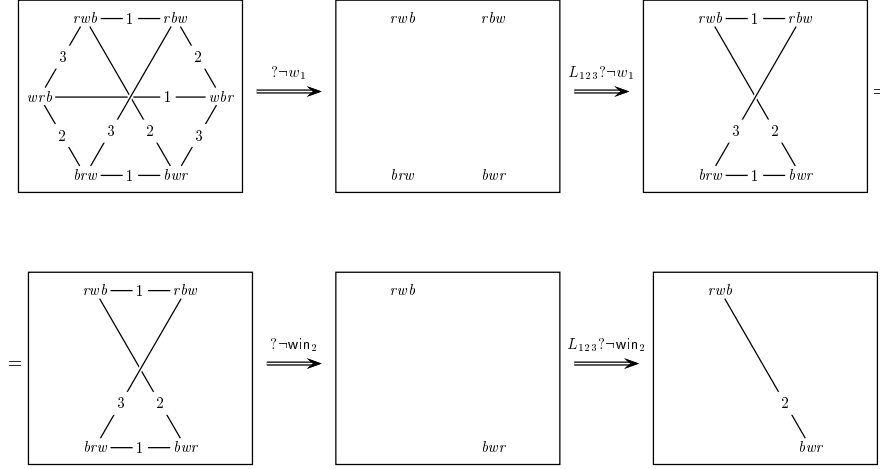 rwb 1 rbw rwb rbw rwb 1 rbw
3 2
?¬w₁ L₁₂₃?¬w₁
wrb 1 wbr =
2 3 2 3 3 2
brw 1 bwr brw bwr brw 1 bwr
rwb 1 rbw rwb rwb
?¬win₂ L₁₂₃?¬win₂
=
3 2 2
brw 1 bwr bwr bwr